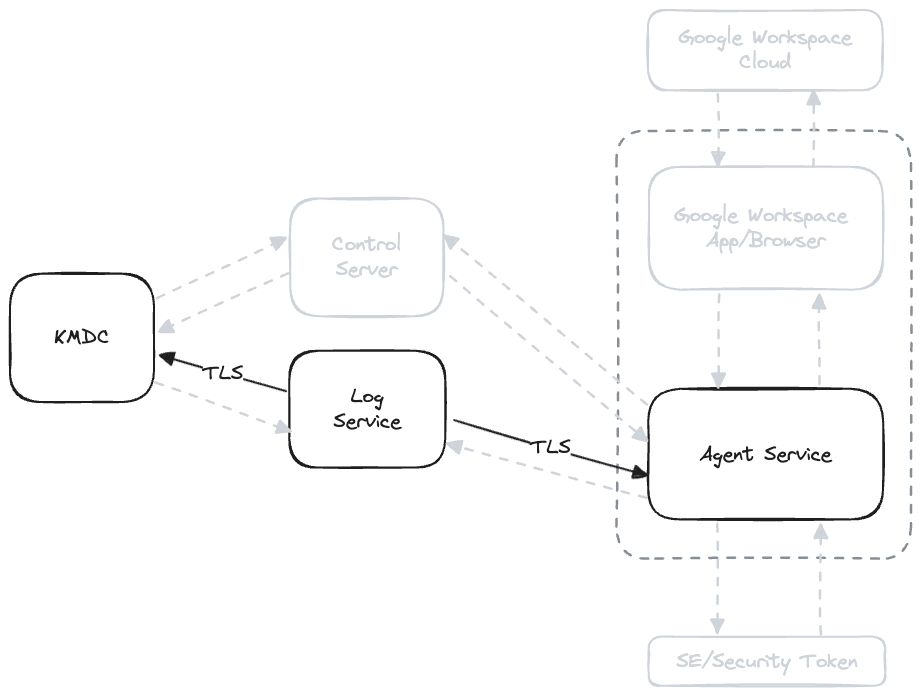 Google Workspace
Cloud
Google Workspace
App/Browser
Control
Server
KMDC
TLS
Log
Service
TLS
Agent Service
SE/Security Token